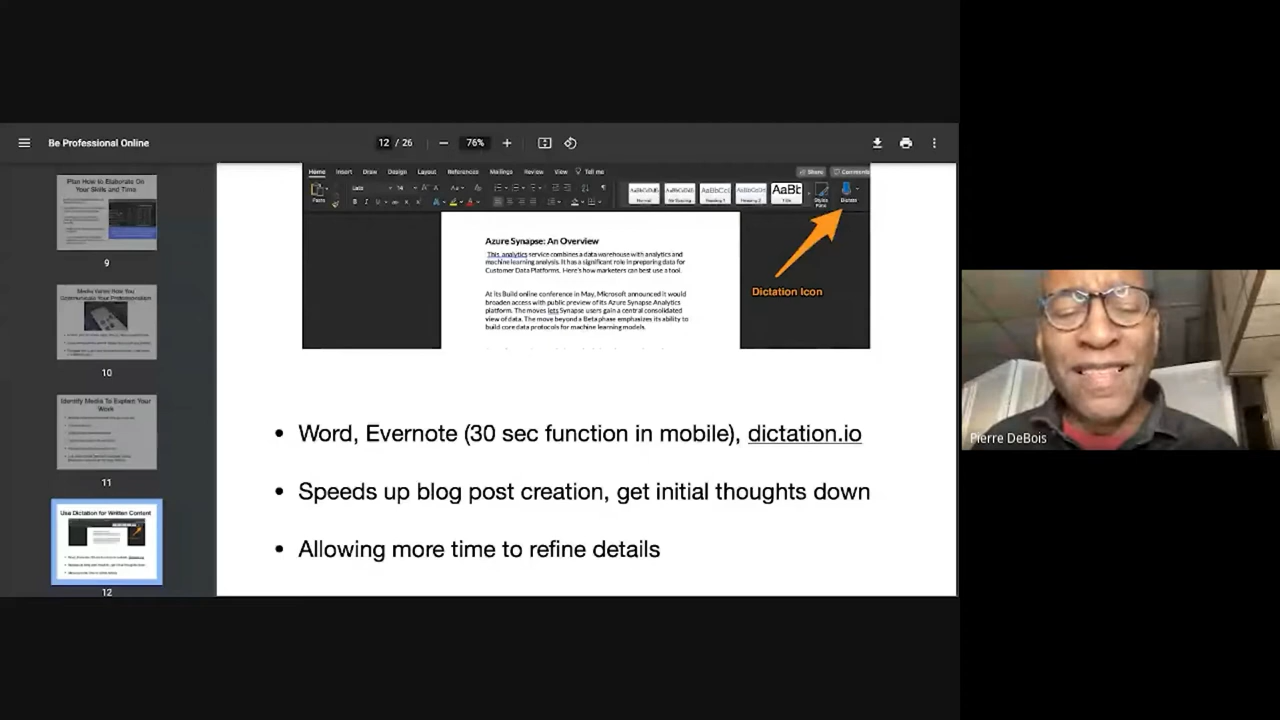 Be Professional Online
12 / 26
76%
Plan How to Elaborate On
Your Skills and Time
9
Media Varies How You
Communicate Your Professionalism
10
Identify Media To Explain Your
Work
11
Use Dictation for Written Content
12
Home Insert Draw Design Layout References Mailings Review View Tell me
Share Comments
Paste
Styles
Pane
Dictate
Azure Synapse: An Overview
This analytics service combines a data warehouse with analytics and
machine learning analysis. It has a significant role in preparing data for
Customer Data Platforms. Here's how marketers can best use a tool.
At its Build online conference in May, Microsoft announced it would
broaden access with public preview of its Azure Synapse Analytics
platform. The moves lets Synapse users gain a central consolidated
view of data. The move beyond a Beta phase emphasizes its ability to
build core data protocols for machine learning models.
Dictation Icon
• Word, Evernote (30 sec function in mobile), dictation.io
• Speeds up blog post creation, get initial thoughts down
• Allowing more time to refine details
Pierre DeBois